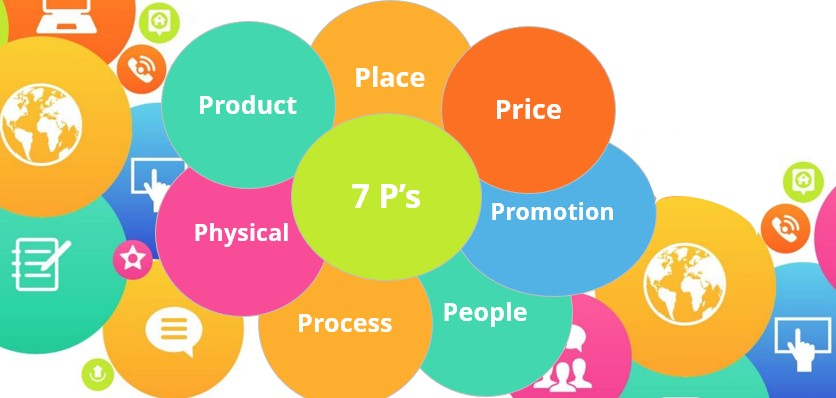 Place
Product
Price
7 P’s
Promotion
Physical
People
Process